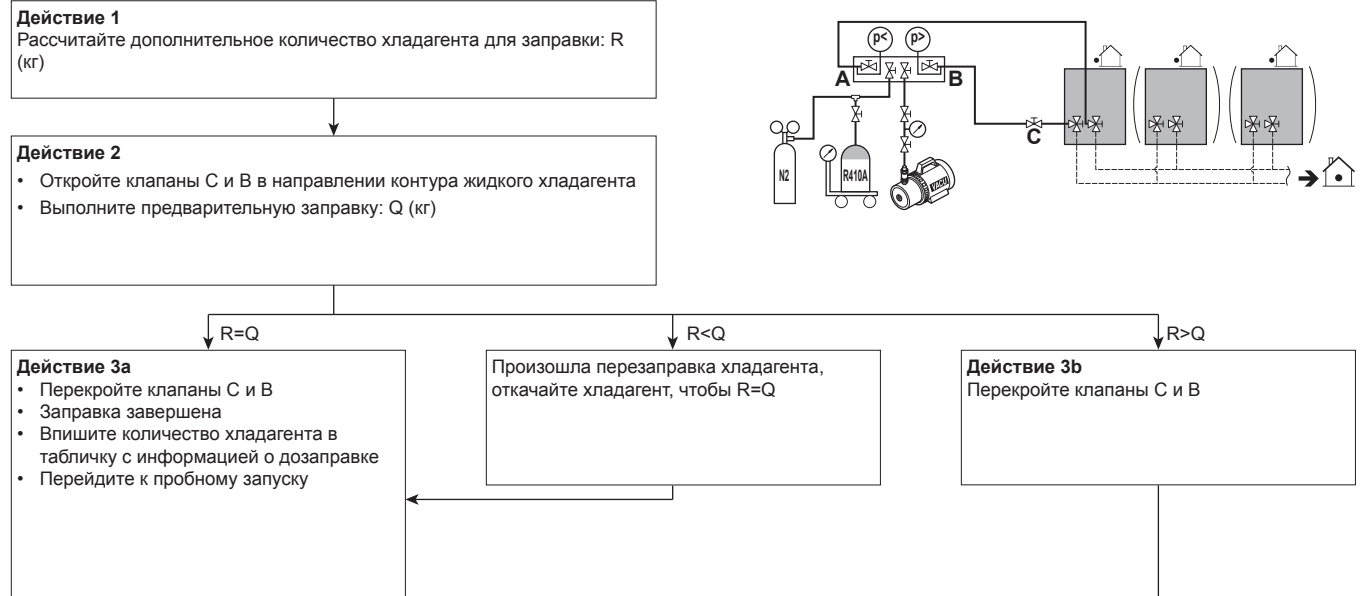 Действие 1
Рассчитайте дополнительное количество хладагента для заправки: R
(кг)
p<
p>
A
B
C
N2
R410A
VACU
Действие 2
• Откройте клапаны C и B в направлении контура жидкого хладагента
• Выполните предварительную заправку: Q (кг)
R=Q
R<Q
R>Q
Действие 3a
• Перекройте клапаны C и B
• Заправка завершена
• Впишите количество хладагента в
табличку с информацией о дозаправке
• Перейдите к пробному запуску
Произошла перезаправка хладагента,
откачайте хладагент, чтобы R=Q
Действие 3b
Перекройте клапаны C и B